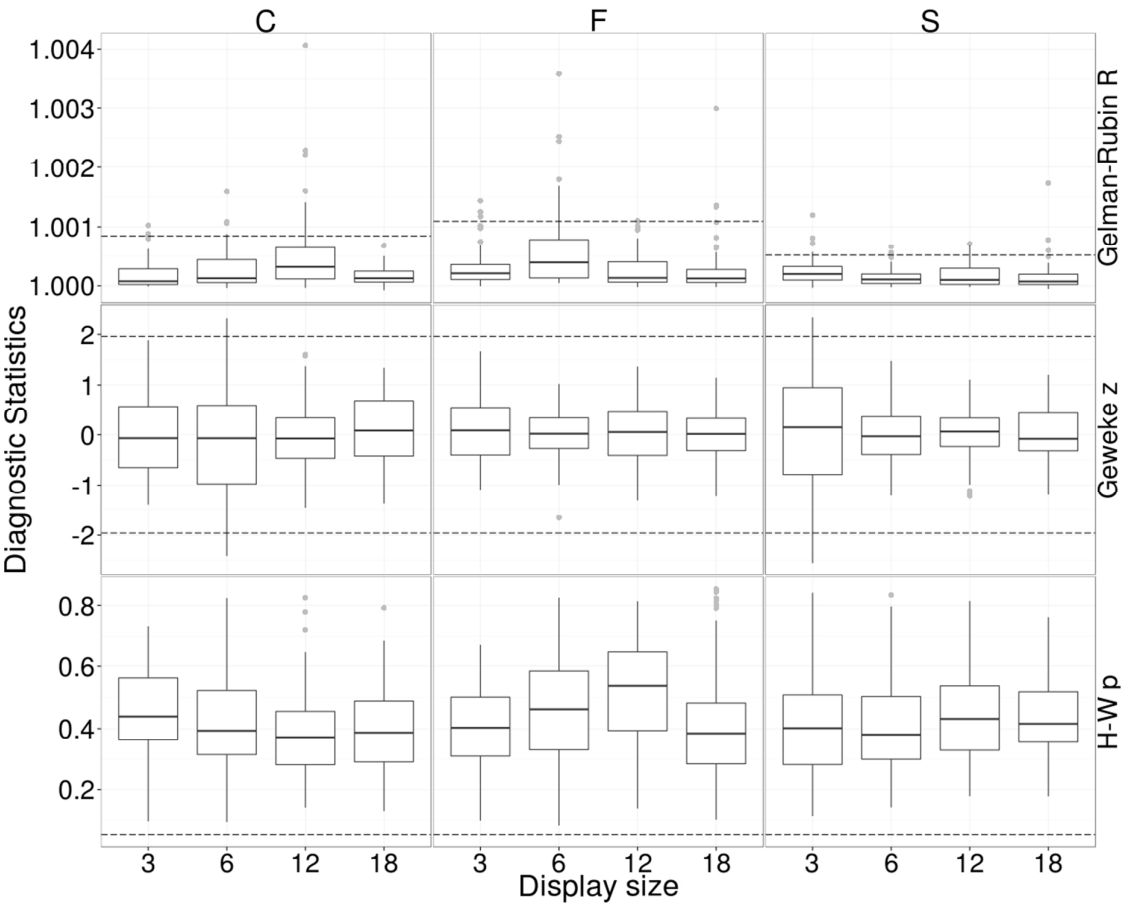 C F S
1.004
1.003
1.002
1.001
1.000
Gelman-Rubin R
2
1
0
-1
-2
Geweke z
0.8
0.6
0.4
0.2
H-W p
Diagnostic Statistics
3 6 12 18 3 6 12 18 3 6 12 18
Display size